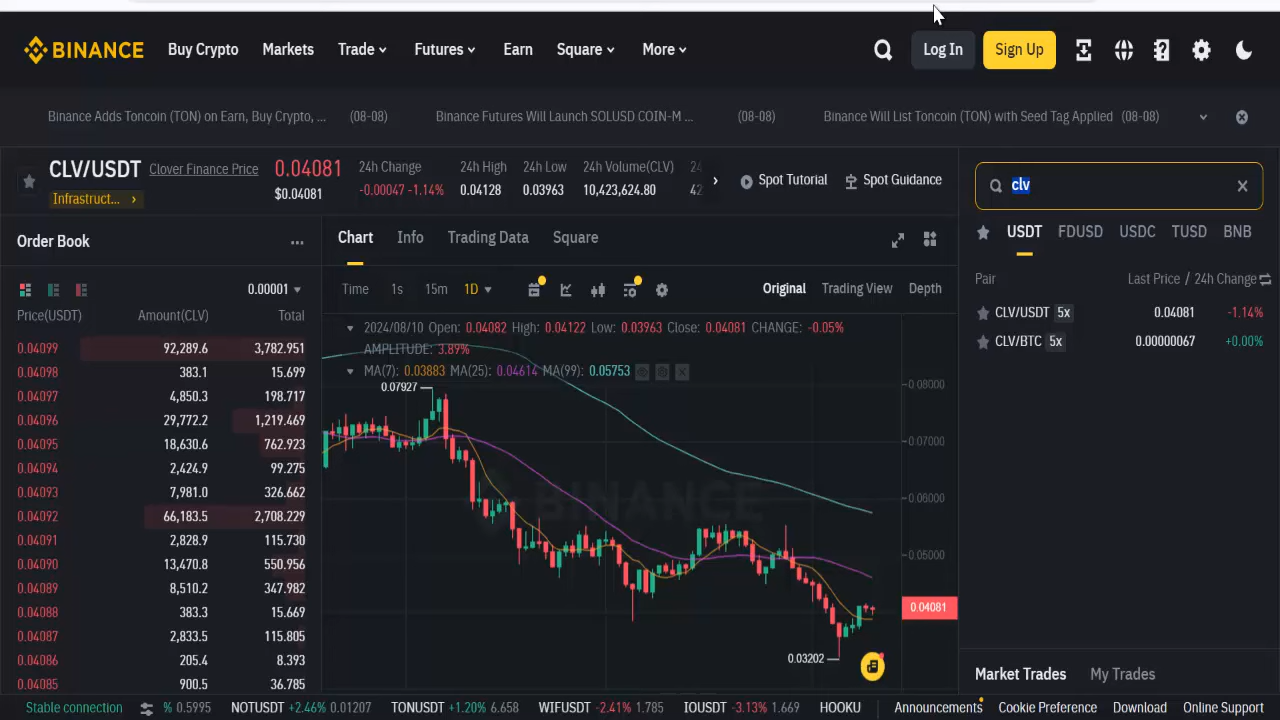 BINANCE Buy Crypto Markets Trade Futures Earn Square More Log In Sign Up
Binance Adds Toncoin (TON) on Earn, Buy Crypto, ... (08-08) Binance Futures Will Launch SOLUSD COIN-M ... (08-08) Binance Will List Toncoin (TON) with Seed Tag Applied (08-08)
CLV/USDT Clover Finance Price 0.04081 24h Change 24h High 24h Low 24h Volume(CLV) 24
Infrastruct... $0.04081 -0.00047 -1.14% 0.04128 0.03963 10,423,624.80 42
Spot Tutorial Spot Guidance
clv
USDT FDUSD USDC TUSD BNB
Pair Last Price / 24h Change
CLV/USDT 5x 0.04081 -1.14%
CLV/BTC 5x 0.00000067 +0.00%
Order Book ...
0.00001
Price(USDT) Amount(CLV) Total
0.04099 92,289.6 3,782.951
0.04098 383.1 15.699
0.04097 4,850.3 198.717
0.04096 29,772.2 1,219.469
0.04095 18,630.6 762.923
0.04094 2,424.9 99.275
0.04093 7,981.0 326.662
0.04092 66,183.5 2,708.229
0.04091 2,828.9 115.730
0.04090 13,470.8 550.956
0.04089 8,510.2 347.982
0.04088 383.3 15.669
0.04087 2,833.5 115.805
0.04086 205.4 8.393
0.04085 900.5 36.785
Chart Info Trading Data Square
Time 1s 15m 1D Original Trading View Depth
2024/08/10 Open: 0.04082 High: 0.04122 Low: 0.03963 Close: 0.04081 CHANGE: -0.05%
AMPLITUDE: 3.89%
MA(7): 0.03883 MA(25): 0.04614 MA(99): 0.05753
0.07927
0.08000
0.07000
0.06000
BINANCE
0.05000
0.04081
0.03202
Market Trades My Trades
Stable connection % 0.5995 NOTUSDT +2.46% 0.01207 TONUSDT +1.20% 6.658 WIFUSDT -2.41% 1.785 IOUSDT -3.13% 1.669 HOOKU Announcements Cookie Preference Download Online Support